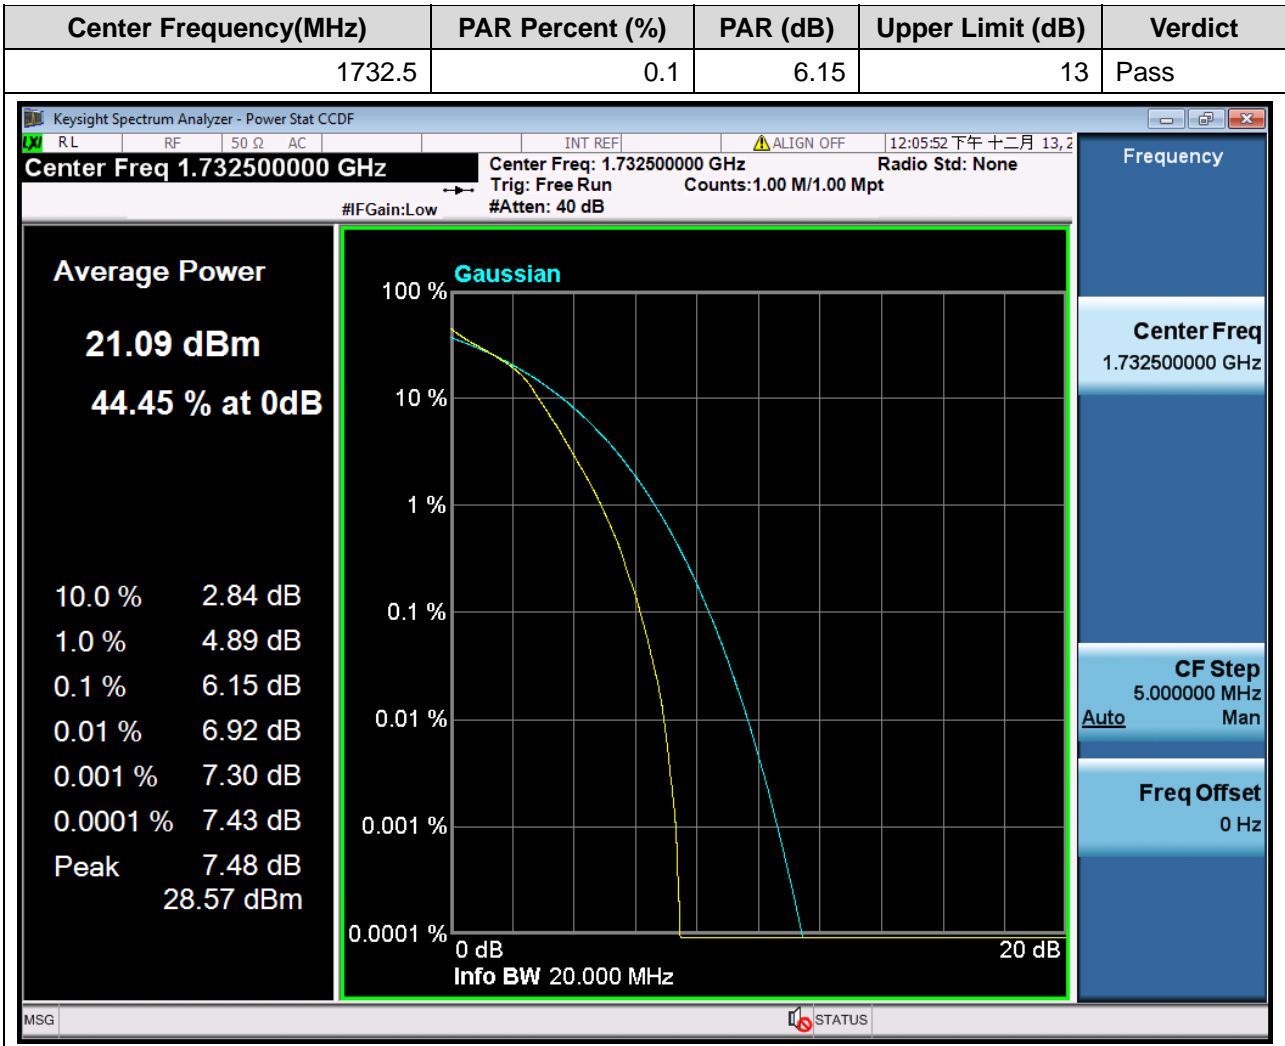 Center Frequency(MHz) PAR Percent (%) PAR (dB) Upper Limit (dB) Verdict
1732.5 0.1 6.15 13 Pass
Keysight Spectrum Analyzer - Power Stat CCDF
LXI RL RF 50 Ω AC INT REF ALIGN OFF 12:05:52 下午 十二月 13, 2
Center Freq 1.732500000 GHz
Center Freq: 1.732500000 GHz Radio Std: None
Trig: Free Run Counts:1.00 M/1.00 Mpt
#IFGain:Low #Atten: 40 dB
Average Power
21.09 dBm
44.45 % at 0dB
10.0 % 2.84 dB
1.0 % 4.89 dB
0.1 % 6.15 dB
0.01 % 6.92 dB
0.001 % 7.30 dB
0.0001 % 7.43 dB
Peak 7.48 dB
28.57 dBm
Gaussian
100 %
10 %
1 %
0.1 %
0.01 %
0.001 %
0.0001 %
0 dB 20 dB
Info BW 20.000 MHz
Frequency
Center Freq
1.732500000 GHz
CF Step
5.000000 MHz
Auto Man
Freq Offset
0 Hz
MSG STATUS